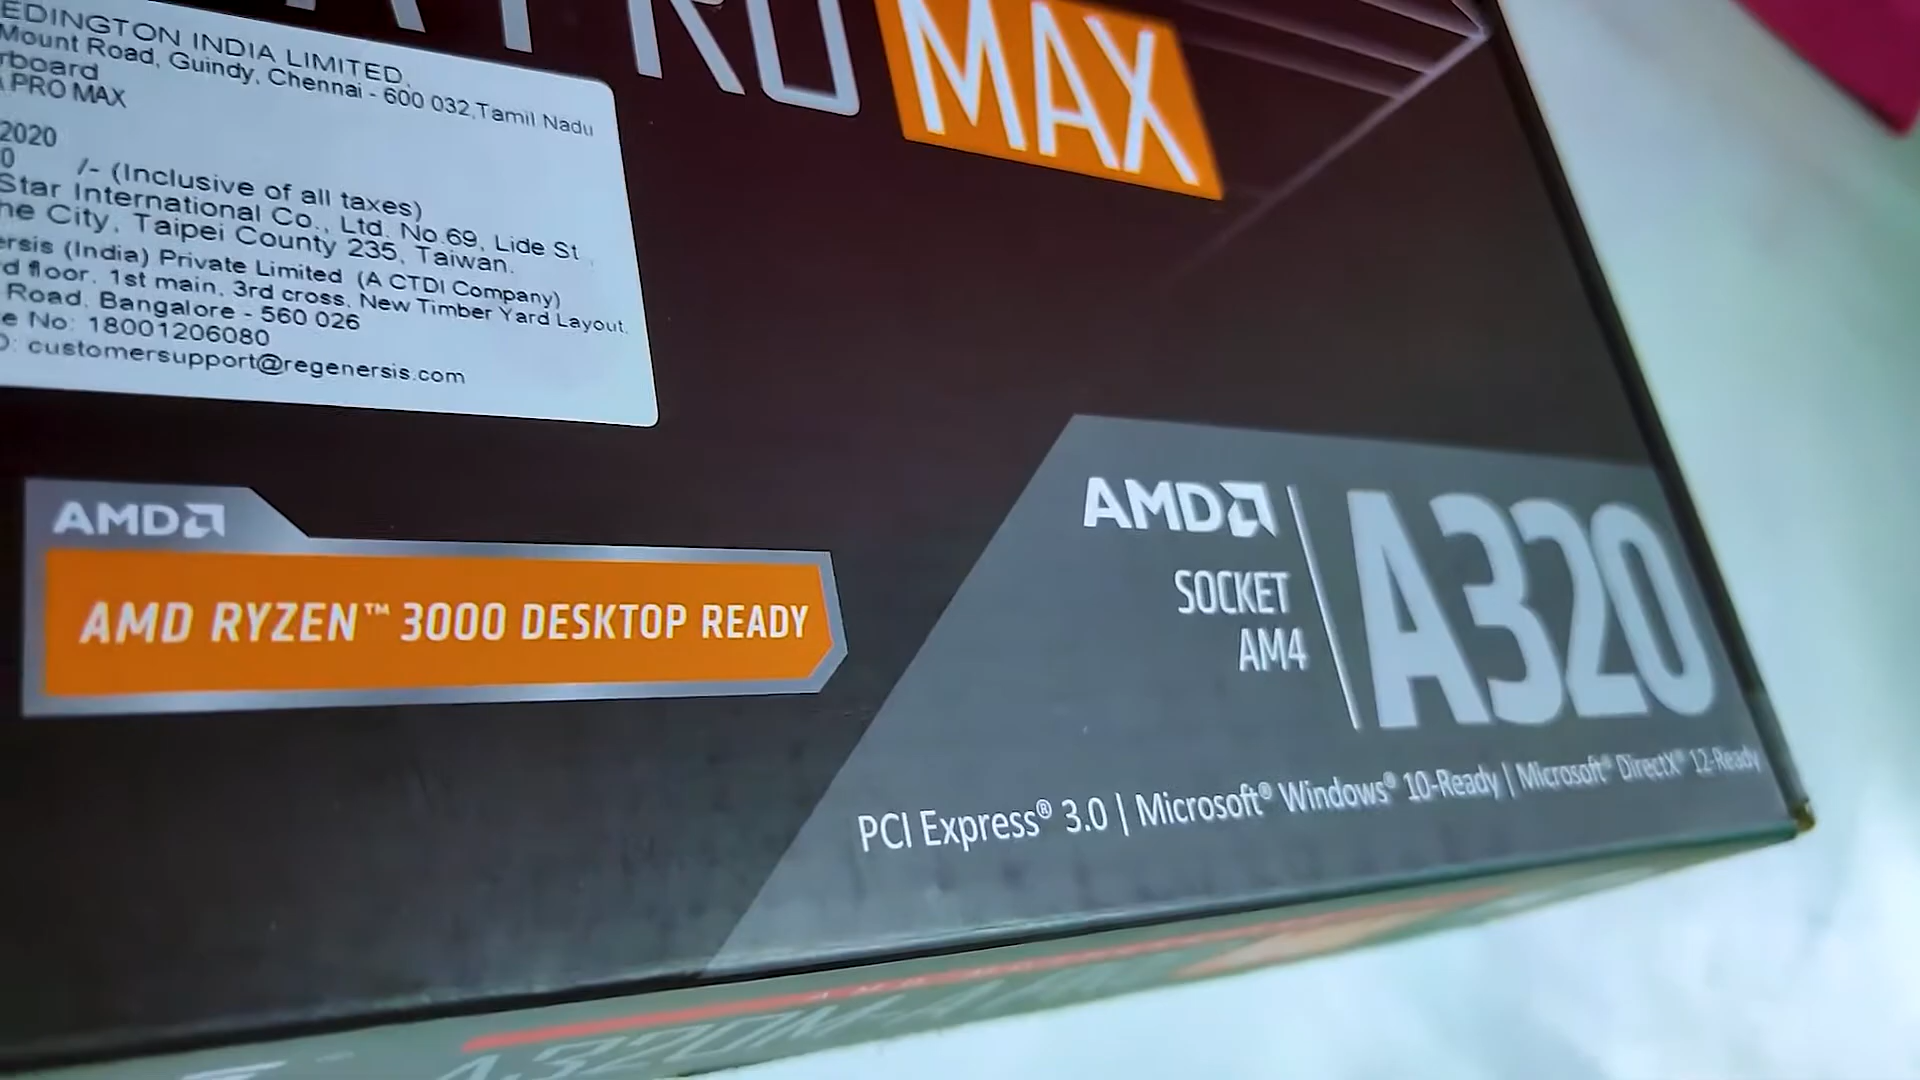 PRO MAX
EDINGTON INDIA LIMITED,
Mount Road, Guindy, Chennai - 600 032,Tamil Nadu
rboard
A PRO MAX
2020
0 /- (Inclusive of all taxes)
Star International Co., Ltd. No.69, Lide St.,
he City, Taipei County 235, Taiwan.
ersis (India) Private Limited (A CTDI Company)
d floor, 1st main, 3rd cross, New Timber Yard Layout,
Road, Bangalore - 560 026
e No: 18001206080
D: customersupport@regenersis.com
AMD
AMD RYZEN™ 3000 DESKTOP READY
AMD
SOCKET
AM4
A320
PCI Express® 3.0 | Microsoft® Windows® 10-Ready | Microsoft® DirectX® 12-Ready
A320M-A